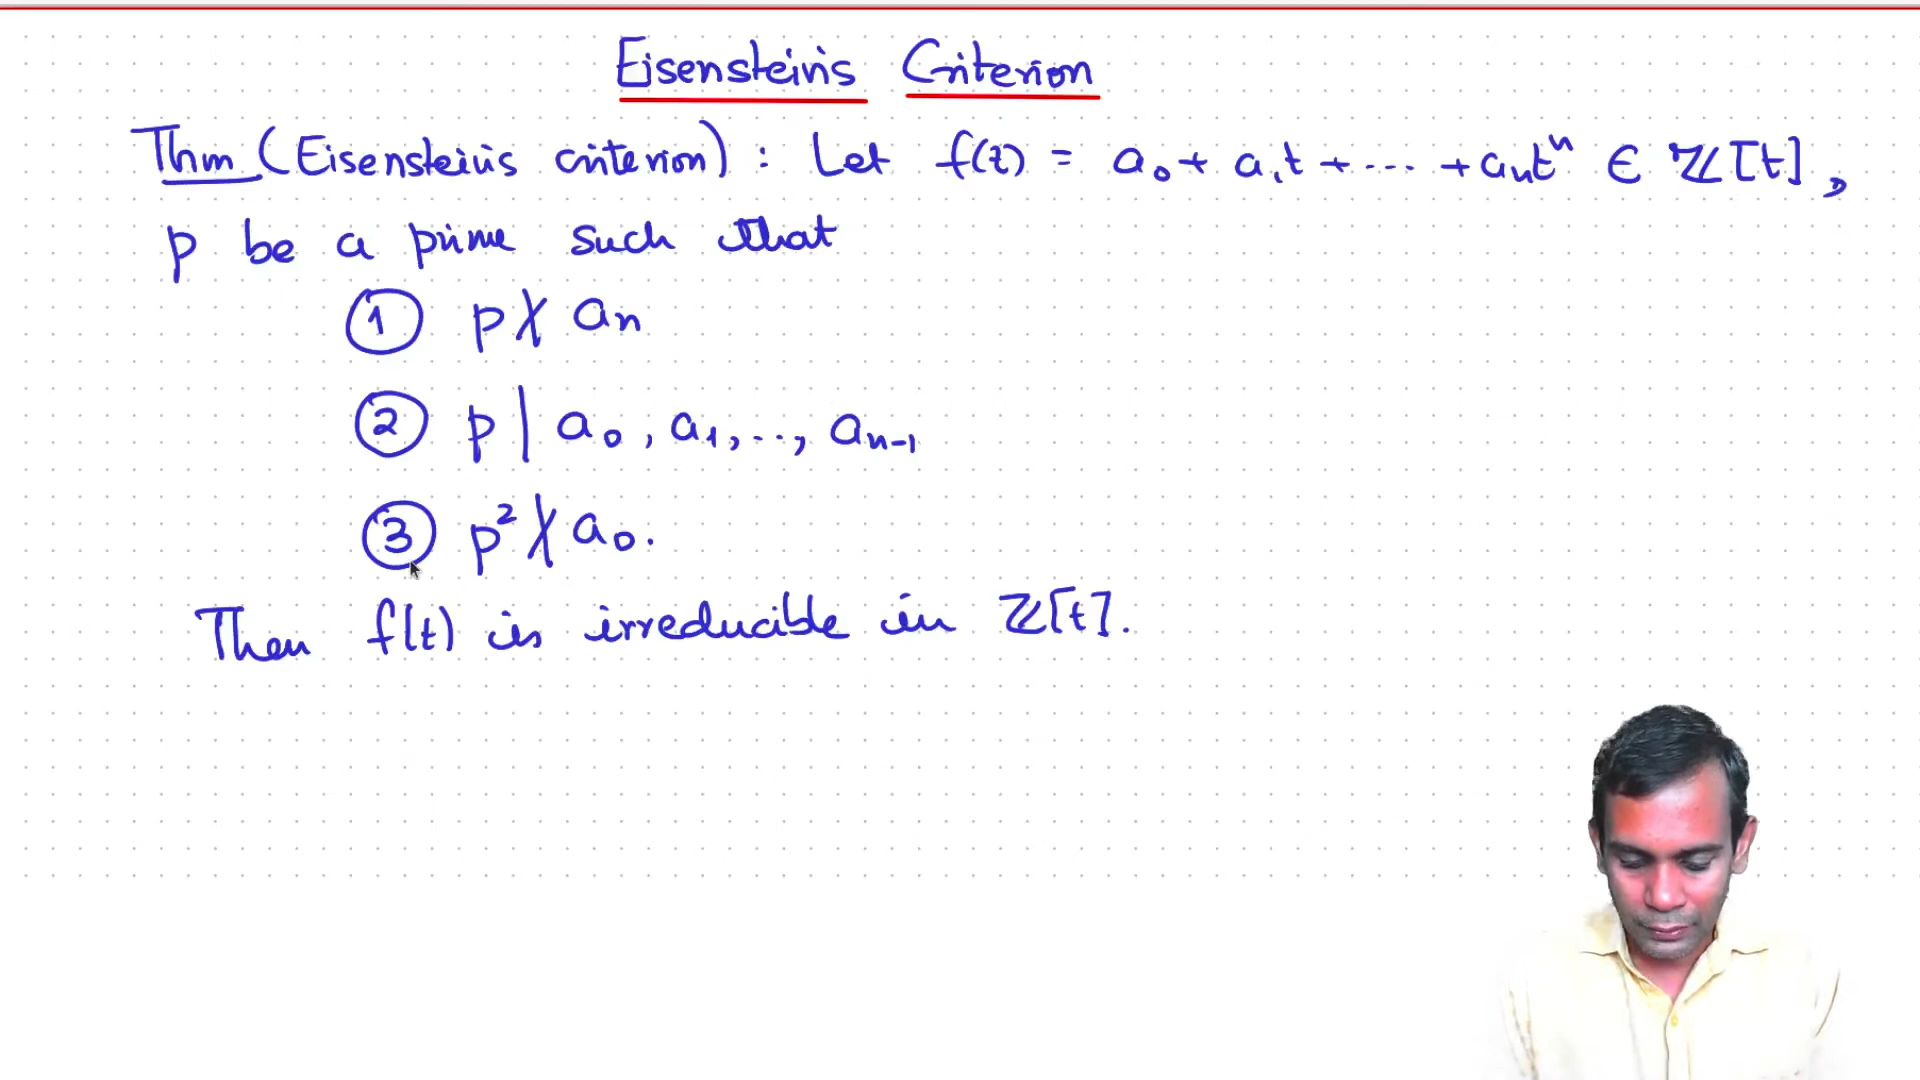 Eisenstein's Criterion
Thm (Eisenstein's criterion) : Let f(t) = a₀ + a₁t + ··· + aₙtⁿ ∈ ℤ[t],
p be a prime such that
① p∤ aₙ
② p | a₀, a₁, .., aₙ₋₁
③ p² ∤ a₀.
Then f(t) is irreducible in ℤ[t].